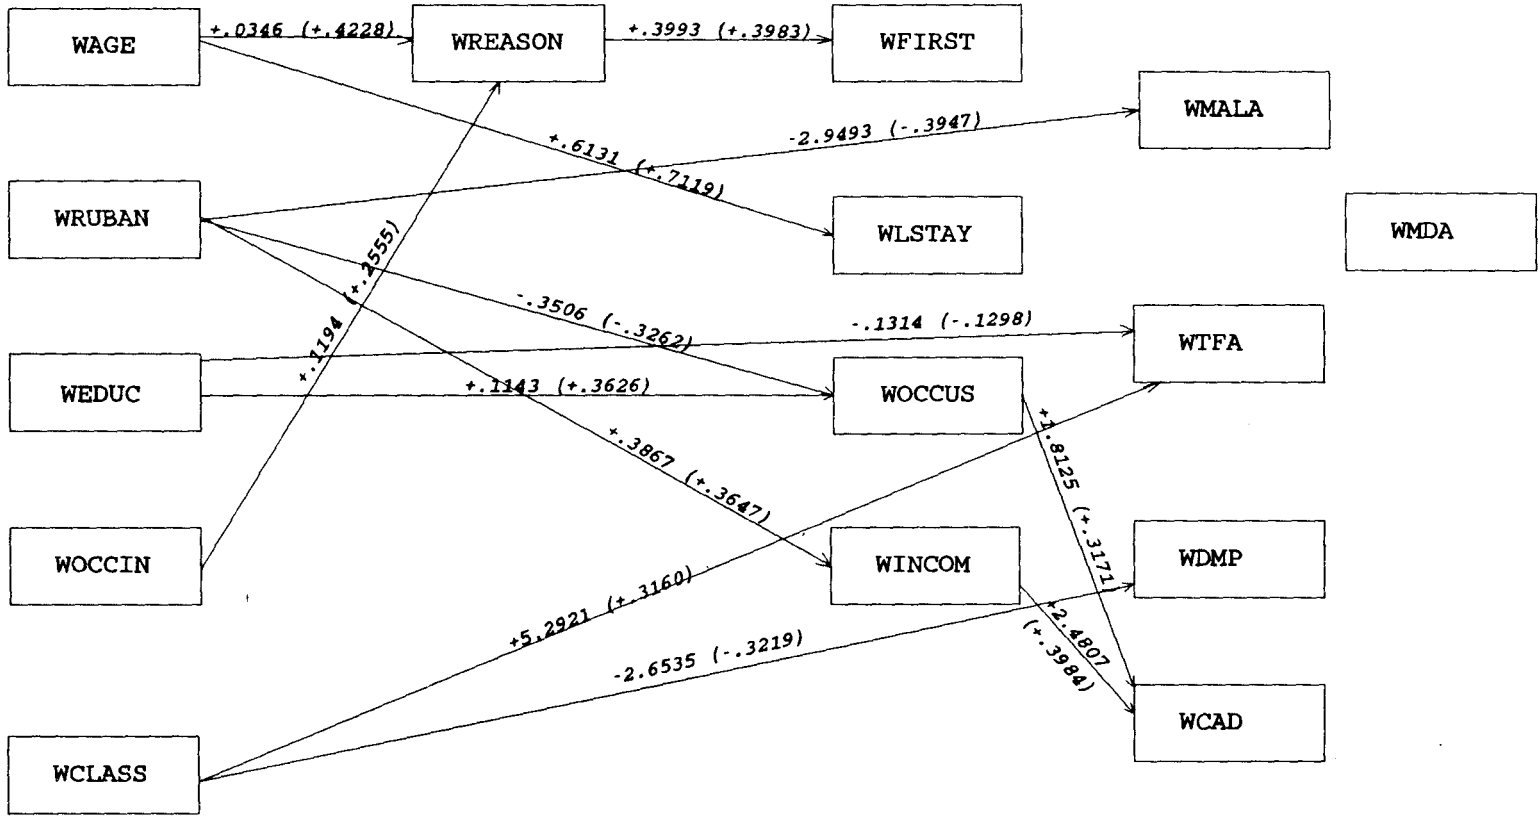 WAGE
+.0346 (+.4228)
WREASON
+.3993 (+.3983)
WFIRST
WMALA
-2.9493 (-.3947)
+.6131 (+.7119)
WRUBAN
WLSTAY
WMDA
+.1194 (+.2555)
-.3506 (-.3262)
-.1314 (-.1298)
WTFA
WEDUC
+.1143 (+.3626)
WOCCUS
+.3867 (+.3647)
+1.8125 (+.3171)
WOCCIN
WINCOM
WDMP
+5.2921 (+.3160)
-2.6535 (-.3219)
+2.4807
(+.3984)
WCAD
WCLASS